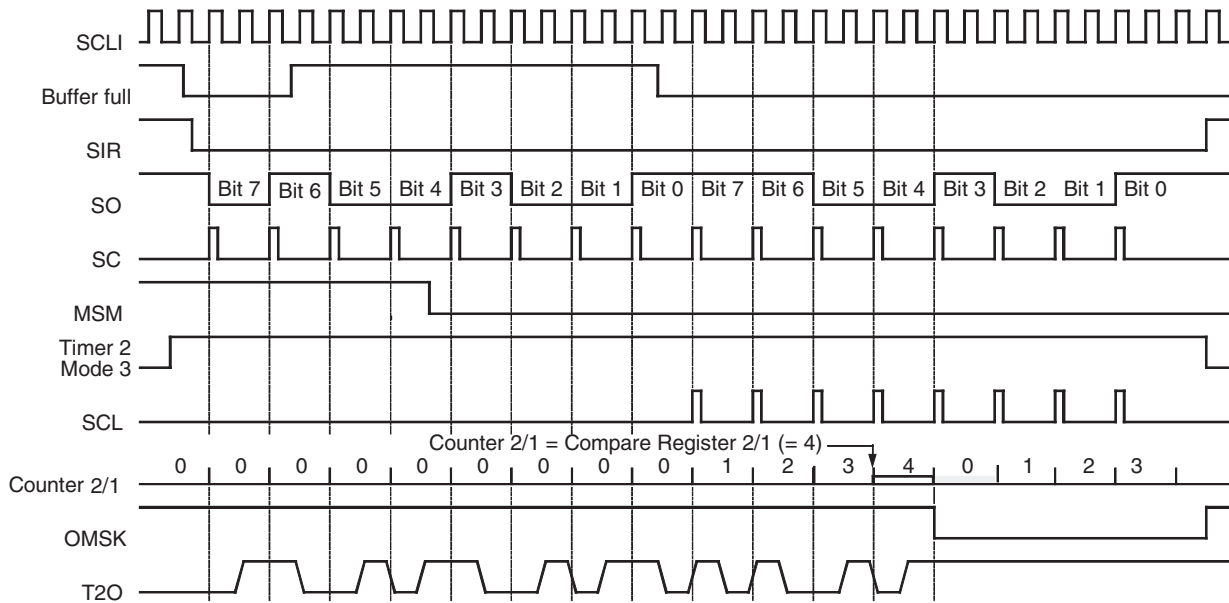 SCLI
Buffer full
SIR
SO Bit 7 Bit 6 Bit 5 Bit 4 Bit 3 Bit 2 Bit 1 Bit 0 Bit 7 Bit 6 Bit 5 Bit 4 Bit 3 Bit 2 Bit 1 Bit 0
SC
MSM
Timer 2
Mode 3
SCL
Counter 2/1 = Compare Register 2/1 (= 4)
0 0 0 0 0 0 0 0 0 1 2 3 4 0 1 2 3
Counter 2/1
OMSK
T2O